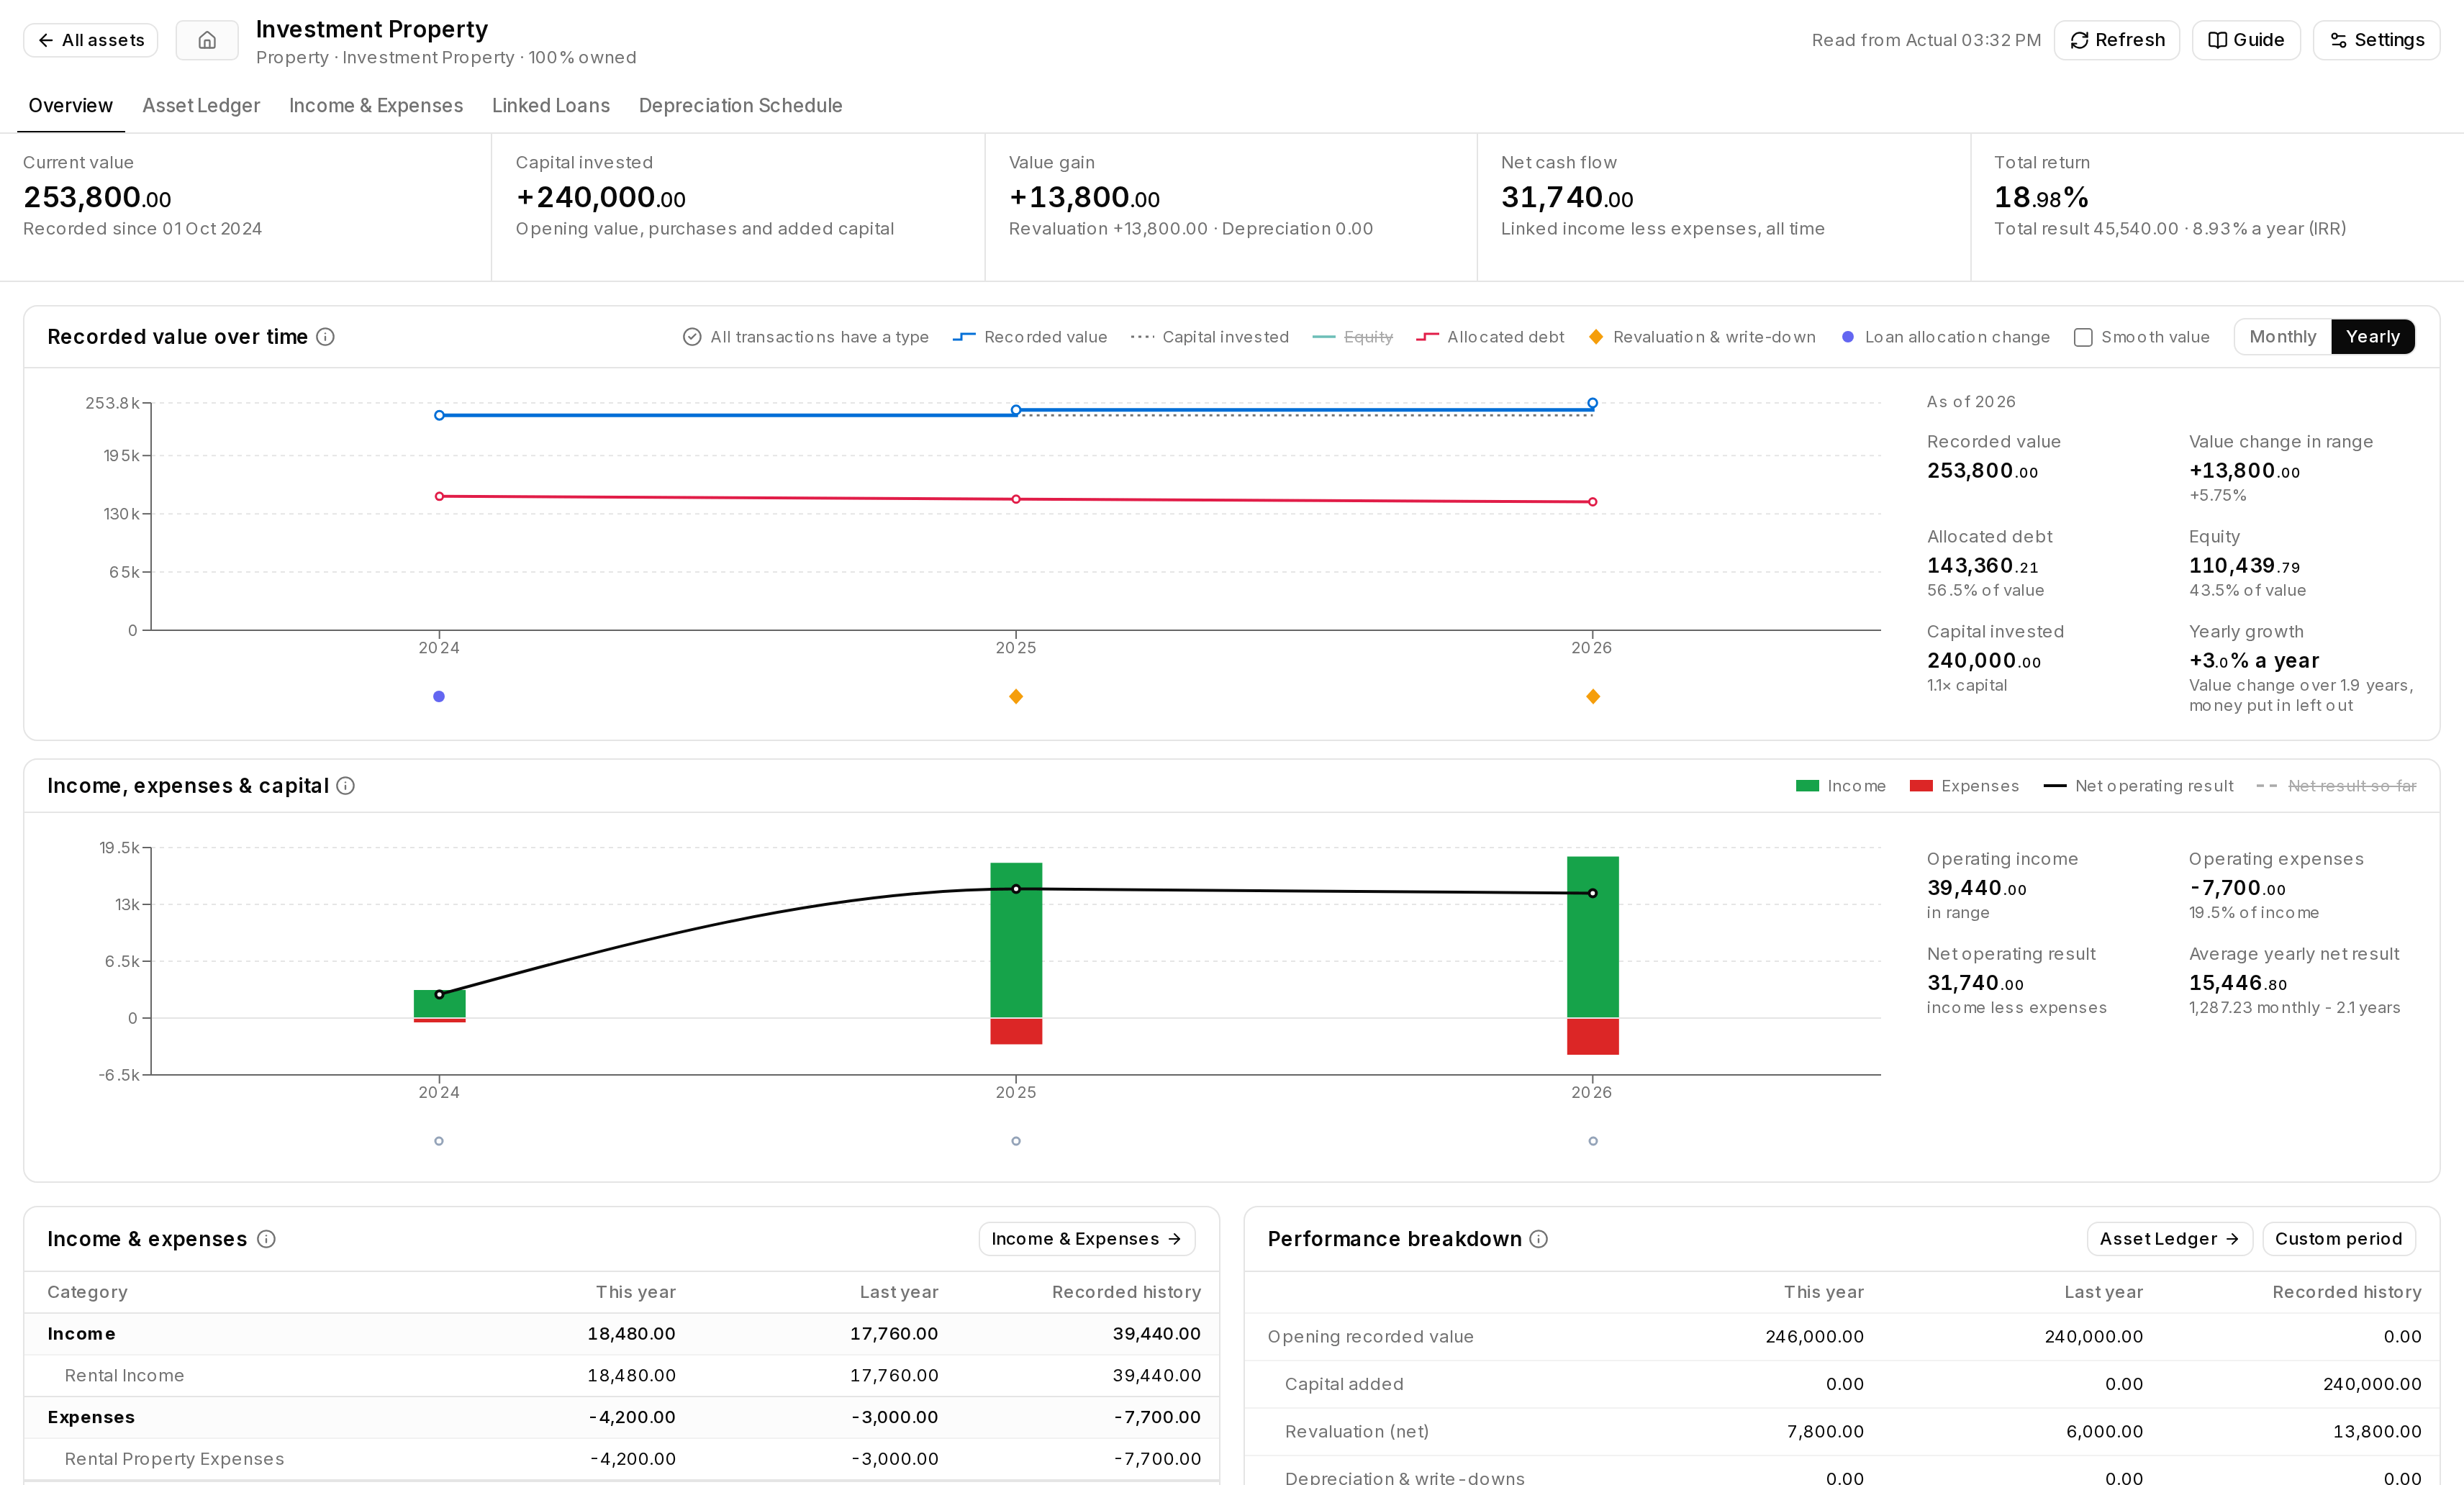 All assets
Investment Property
Property · Investment Property · 100% owned
Read from Actual 03:32 PM
Refresh
Guide
Settings
Overview
Asset Ledger
Income & Expenses
Linked Loans
Depreciation Schedule
Current value
253,800.00
Recorded since 01 Oct 2024
Capital invested
+240,000.00
Opening value, purchases and added capital
Value gain
+13,800.00
Revaluation +13,800.00 · Depreciation 0.00
Net cash flow
31,740.00
Linked income less expenses, all time
Total return
18.98%
Total result 45,540.00 · 8.93% a year (IRR)
Recorded value over time
All transactions have a type
Recorded value
Capital invested
Equity
Allocated debt
Revaluation & write-down
Loan allocation change
Smooth value
Monthly
Yearly
253.8k
195k
130k
65k
0
2024
2025
2026
As of 2026
Recorded value
253,800.00
Value change in range
+13,800.00
+5.75%
Allocated debt
143,360.21
56.5% of value
Equity
110,439.79
43.5% of value
Capital invested
240,000.00
1.1× capital
Yearly growth
+3.0% a year
Value change over 1.9 years,
money put in left out
Income, expenses & capital
Income
Expenses
Net operating result
Net result so far
19.5k
13k
6.5k
0
-6.5k
2024
2025
2026
Operating income
39,440.00
in range
Operating expenses
-7,700.00
19.5% of income
Net operating result
31,740.00
income less expenses
Average yearly net result
15,446.80
1,287.23 monthly - 2.1 years
Income & expenses
Income & Expenses
Category This year Last year Recorded history
Income 18,480.00 17,760.00 39,440.00
Rental Income 18,480.00 17,760.00 39,440.00
Expenses -4,200.00 -3,000.00 -7,700.00
Rental Property Expenses -4,200.00 -3,000.00 -7,700.00
Performance breakdown
Asset Ledger
Custom period
This year Last year Recorded history
Opening recorded value 246,000.00 240,000.00 0.00
Capital added 0.00 0.00 240,000.00
Revaluation (net) 7,800.00 6,000.00 13,800.00
Depreciation & write-downs 0.00 0.00 0.00